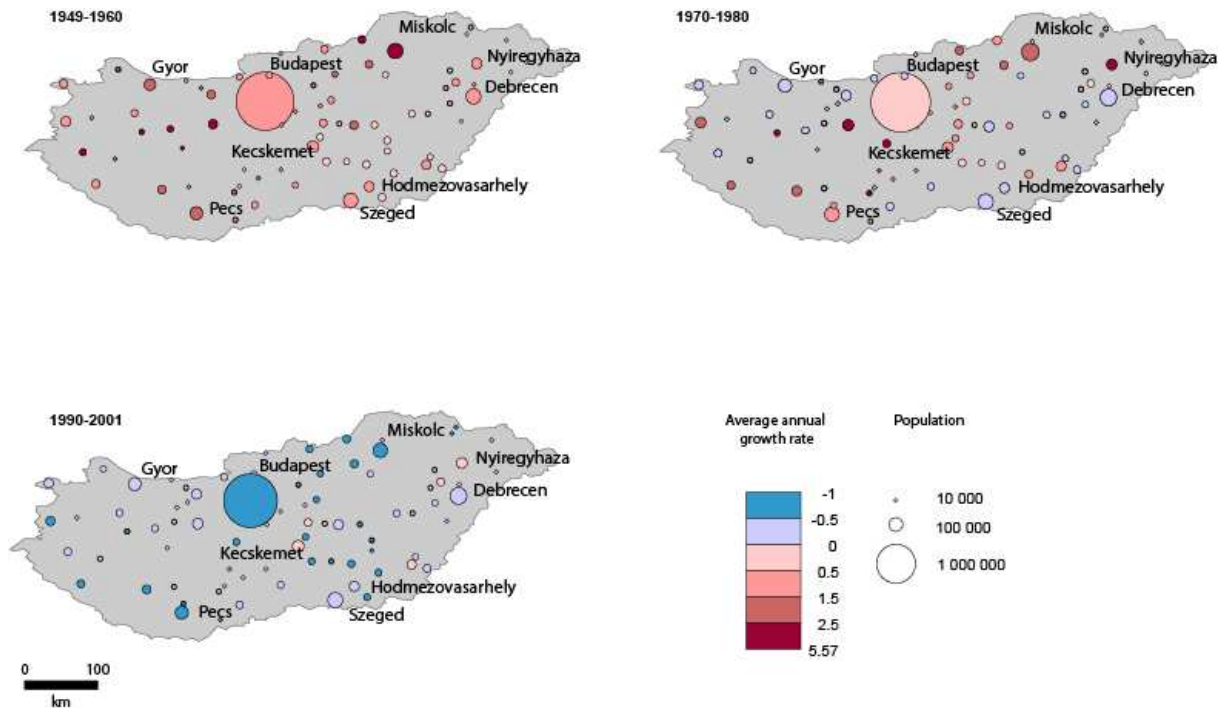 1949-1960
Miskolc
Nyiregyhaza
Gyor
Budapest
Debrecen
Kecskemet
Hodmezovasarhely
Pecs
Szeged
1970-1980
Miskolc
Nyiregyhaza
Gyor
Budapest
Debrecen
Kecskemet
Hodmezovasarhely
Pecs
Szeged
1990-2001
Miskolc
Gyor
Budapest
Nyiregyhaza
Debrecen
Kecskemet
Hodmezovasarhely
Pecs
Szeged
0 100
km
Average annual
growth rate
-1
-0.5
0
0.5
1.5
2.5
5.57
Population
10 000
100 000
1 000 000